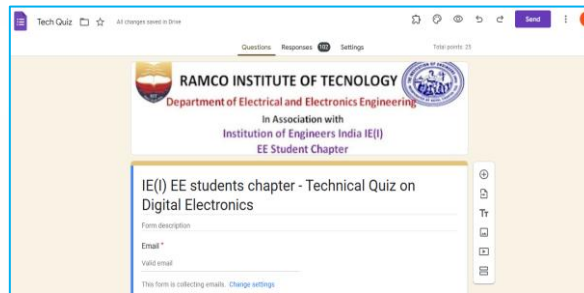 Tech Quiz
All changes saved in Drive
Send
Questions Responses 102 Settings
Total points: 25
RAMCO INSTITUTE OF TECNOLOGY
Department of Electrical and Electronics Engineering
In Association with
Institution of Engineers India IE(I)
EE Student Chapter
IE(I) EE students chapter - Technical Quiz on
Digital Electronics
Form description
Email *
Valid email
This form is collecting emails. Change settings
Tт